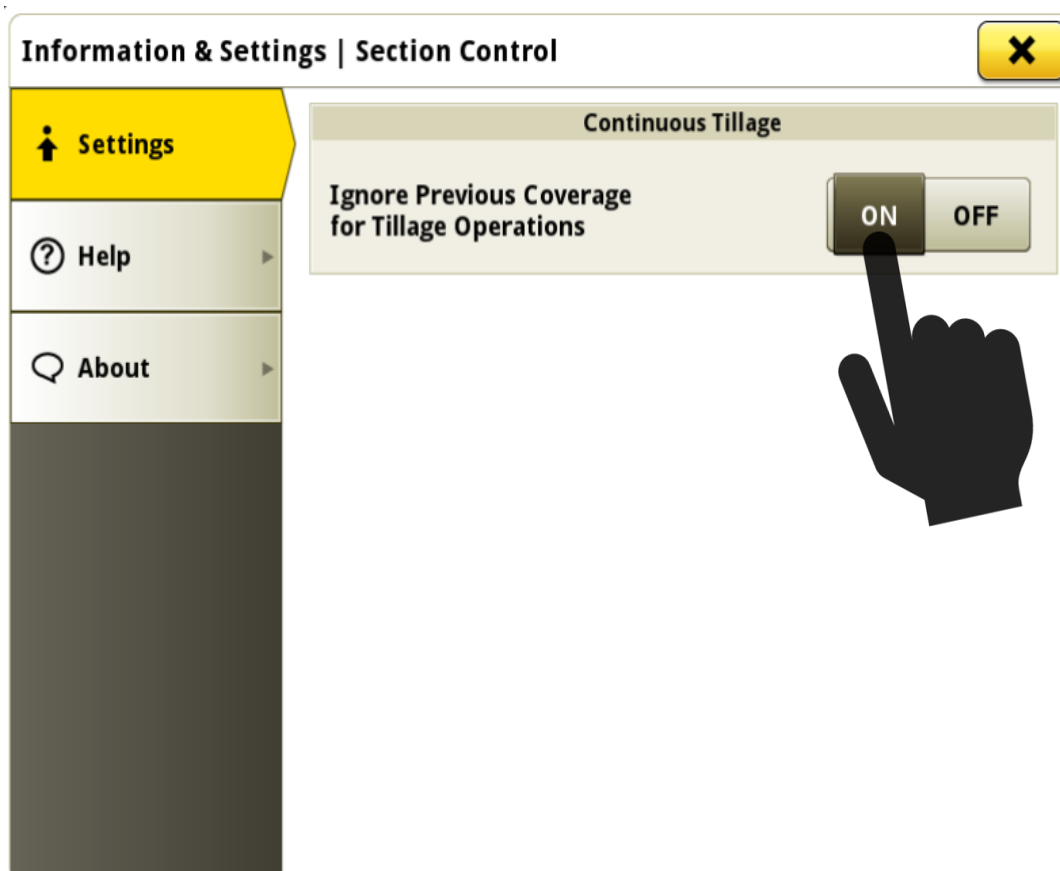 Information & Settings | Section Control
Settings
Help
About
Continuous Tillage
Ignore Previous Coverage
for Tillage Operations
ON OFF